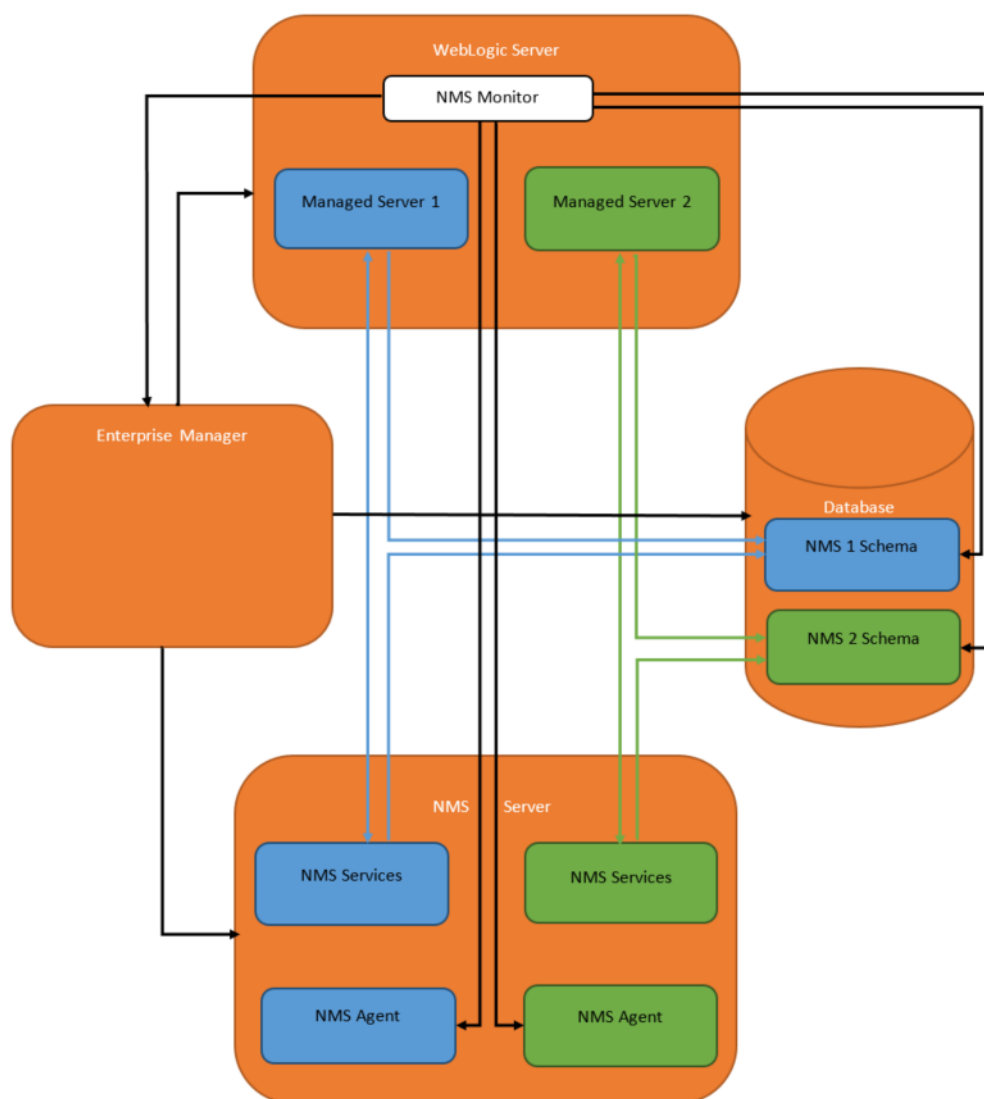 WebLogic Server
NMS Monitor
Managed Server 1
Managed Server 2
Enterprise Manager
Database
NMS 1 Schema
NMS 2 Schema
NMS Server
NMS Services
NMS Services
NMS Agent
NMS Agent